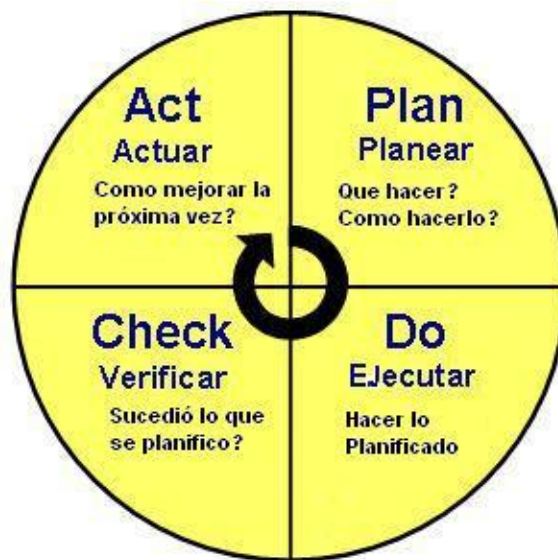 Act
Actuar
Como mejorar la
próxima vez?
Plan
Planear
Que hacer?
Como hacerlo?
Check
Verificar
Sucedió lo que
se planífico?
Do
EJecutar
Hacer lo
Planificado